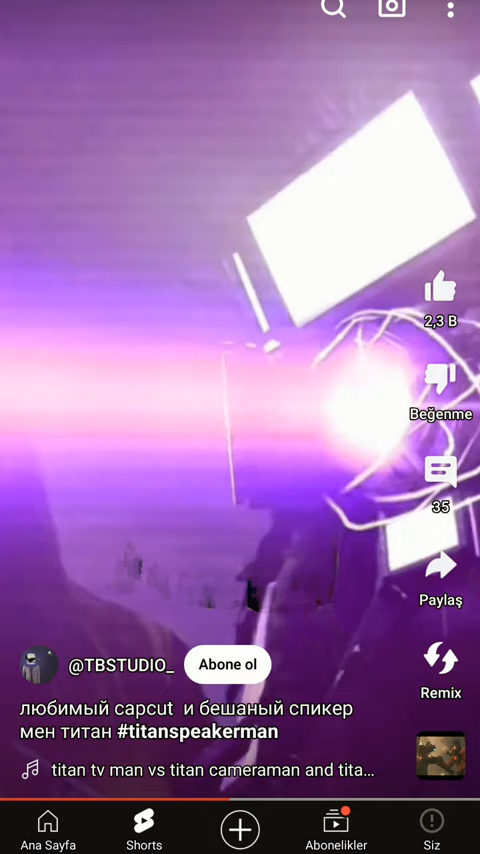 2,3 B
Beğenme
35
Paylaş
Remix
@TBSTUDIO_ Abone ol
любимый capcut и бешаный спикер
мен титан #titanspeakerman
titan tv man vs titan cameraman and tita...
Ana Sayfa Shorts Abonelikler Siz